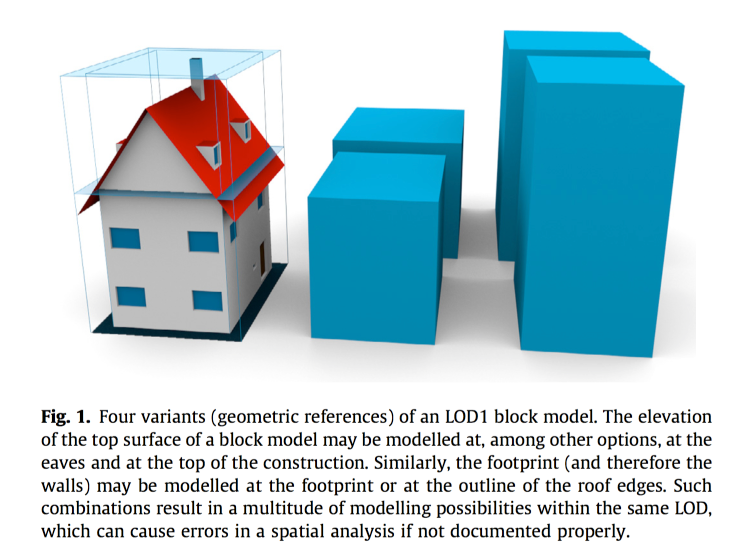 Fig. 1. Four variants (geometric references) of an LOD1 block model. The elevation
of the top surface of a block model may be modelled at, among other options, at the
eaves and at the top of the construction. Similarly, the footprint (and therefore the
walls) may be modelled at the footprint or at the outline of the roof edges. Such
combinations result in a multitude of modelling possibilities within the same LOD,
which can cause errors in a spatial analysis if not documented properly.